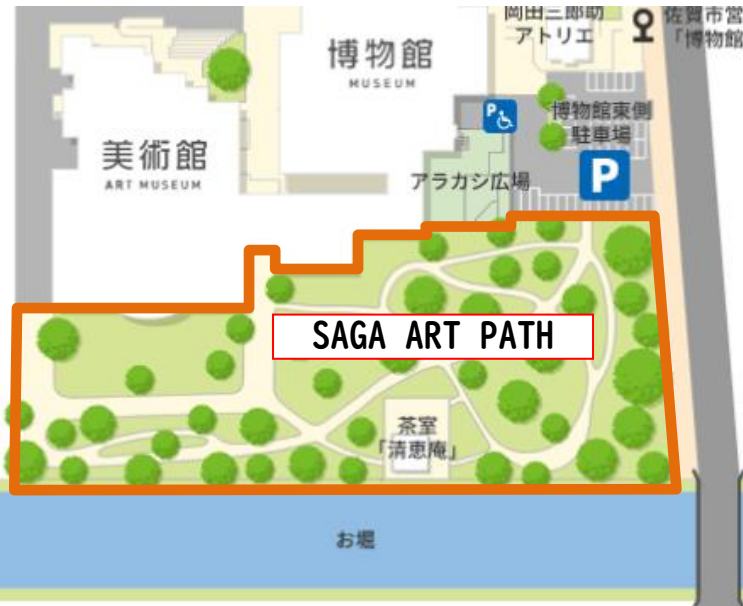 岡田三郎助
アトリエ
佐賀市営
「博物館
博物館
MUSEUM
美術館
ART MUSEUM
P
博物館東側
駐車場
P
アラカシ広場
SAGA ART PATH
茶室
「清恵庵」
お堀